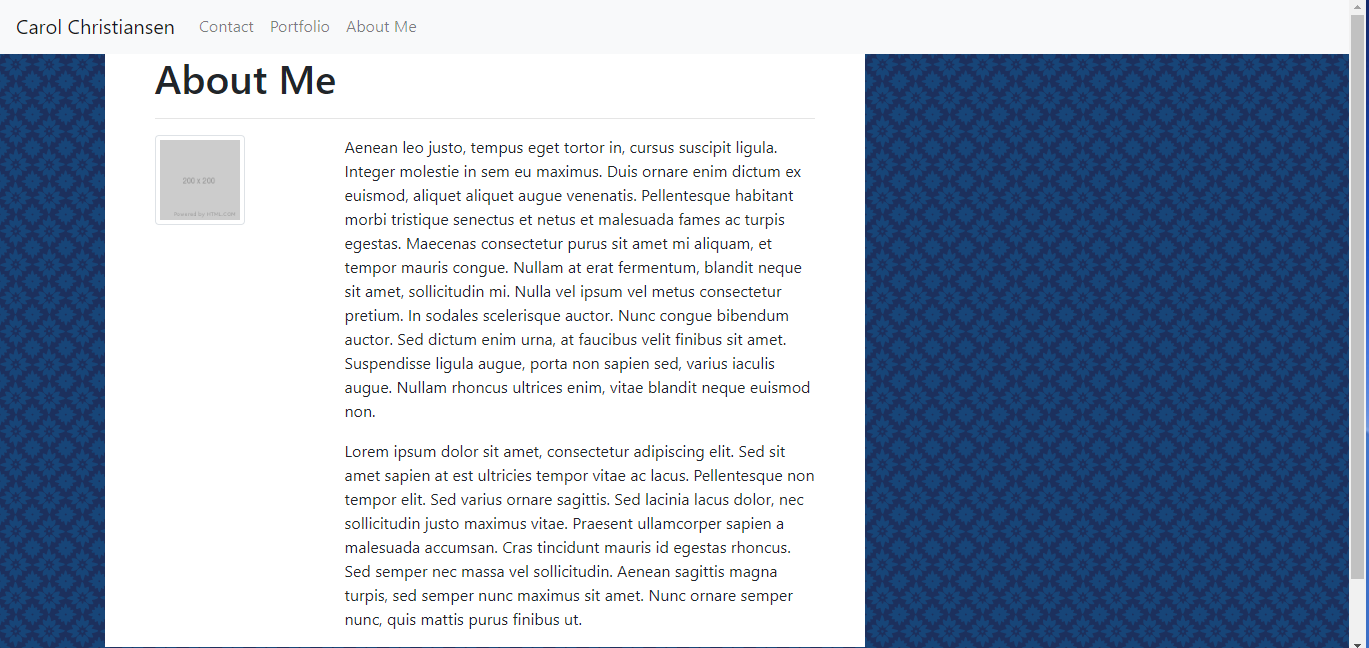 Carol Christiansen Contact Portfolio About Me
About Me
200 x 200
Powered by HTML.COM
Aenean leo justo, tempus eget tortor in, cursus suscipit ligula.
Integer molestie in sem eu maximus. Duis ornare enim dictum ex
euismod, aliquet aliquet augue venenatis. Pellentesque habitant
morbi tristique senectus et netus et malesuada fames ac turpis
egestas. Maecenas consectetur purus sit amet mi aliquam, et
tempor mauris congue. Nullam at erat fermentum, blandit neque
sit amet, sollicitudin mi. Nulla vel ipsum vel metus consectetur
pretium. In sodales scelerisque auctor. Nunc congue bibendum
auctor. Sed dictum enim urna, at faucibus velit finibus sit amet.
Suspendisse ligula augue, porta non sapien sed, varius iaculis
augue. Nullam rhoncus ultrices enim, vitae blandit neque euismod
non.
Lorem ipsum dolor sit amet, consectetur adipiscing elit. Sed sit
amet sapien at est ultricies tempor vitae ac lacus. Pellentesque non
tempor elit. Sed varius ornare sagittis. Sed lacinia lacus dolor, nec
sollicitudin justo maximus vitae. Praesent ullamcorper sapien a
malesuada accumsan. Cras tincidunt mauris id egestas rhoncus.
Sed semper nec massa vel sollicitudin. Aenean sagittis magna
turpis, sed semper nunc maximus sit amet. Nunc ornare semper
nunc, quis mattis purus finibus ut.